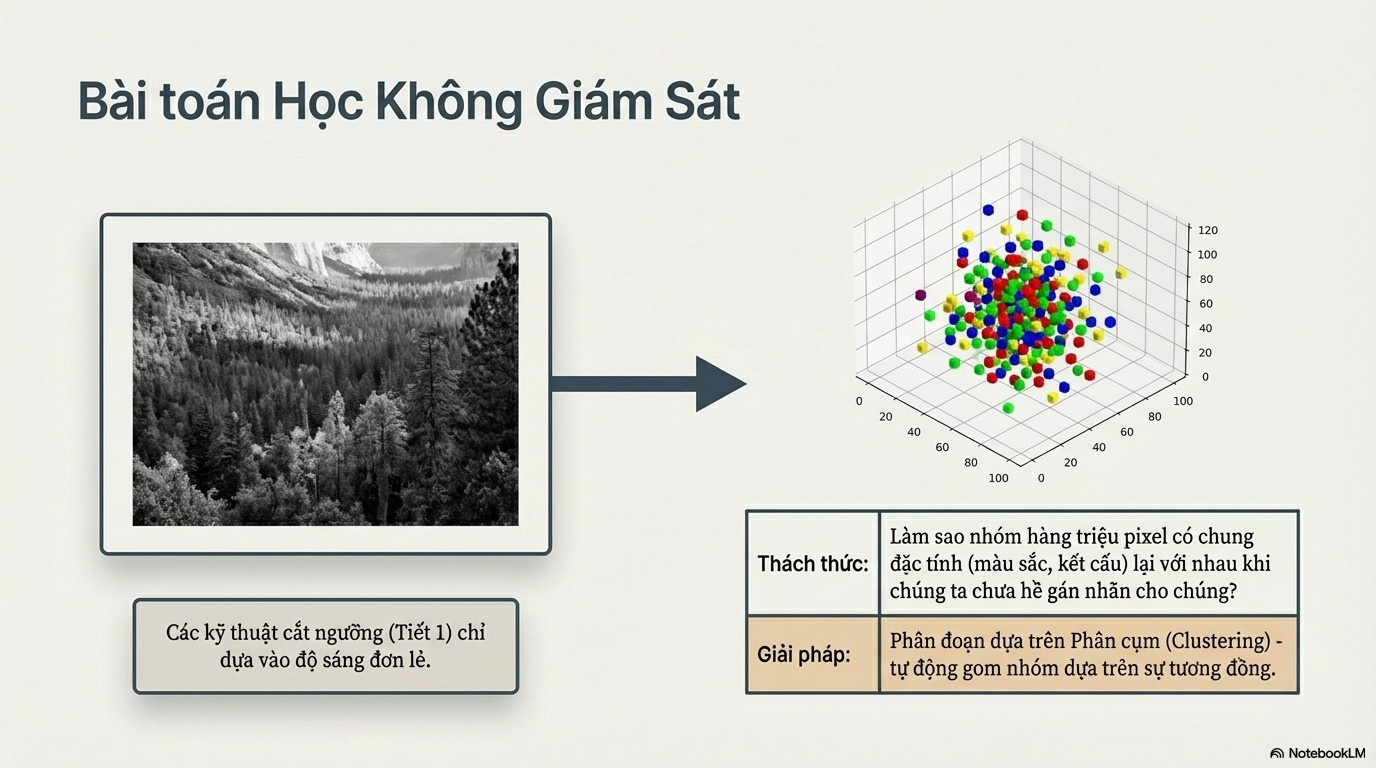 Bài toán Học Không Giám Sát
Các kỹ thuật cắt ngưỡng (Tiết 1) chỉ
dựa vào độ sáng đơn lẻ.
120
100
80
60
40
20
0
0
20
40
60
80
100
0
20
40
60
80
100
Thách thức:
Làm sao nhóm hàng triệu pixel có chung
đặc tính (màu sắc, kết cấu) lại với nhau khi
chúng ta chưa hề gán nhãn cho chúng?
Giải pháp:
Phân đoạn dựa trên Phân cụm (Clustering) -
tự động gom nhóm dựa trên sự tương đồng.
NotebookLM